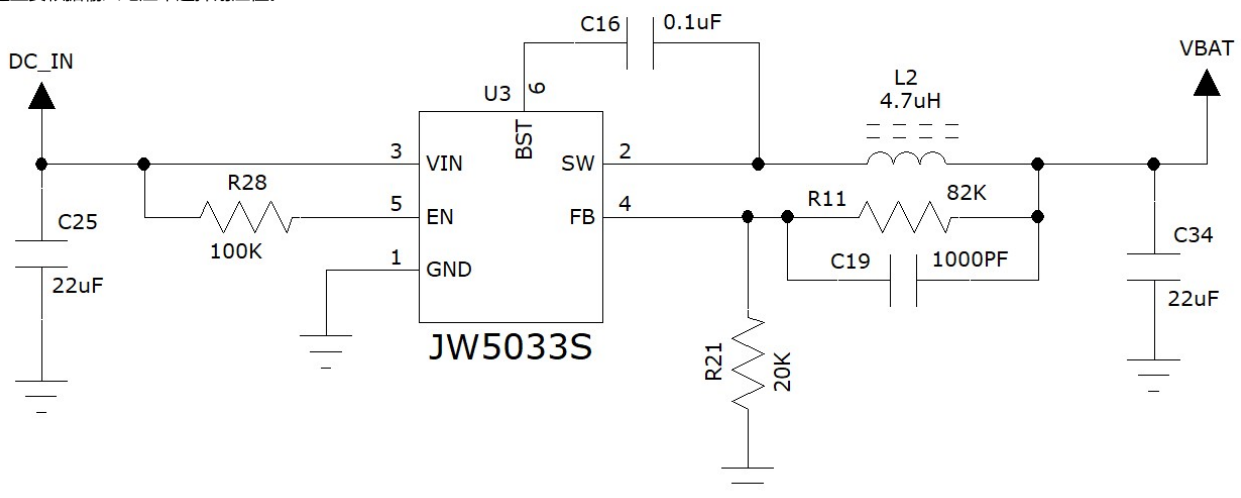 C16 0.1uF
DC_IN
VBAT
L2
4.7uH
U3
6
BST
3 VIN
SW 2
R28
100K
5 EN
FB 4
R11
82K
C25
22uF
1 GND
C19
1000PF
C34
22uF
JW5033S
R21
20K